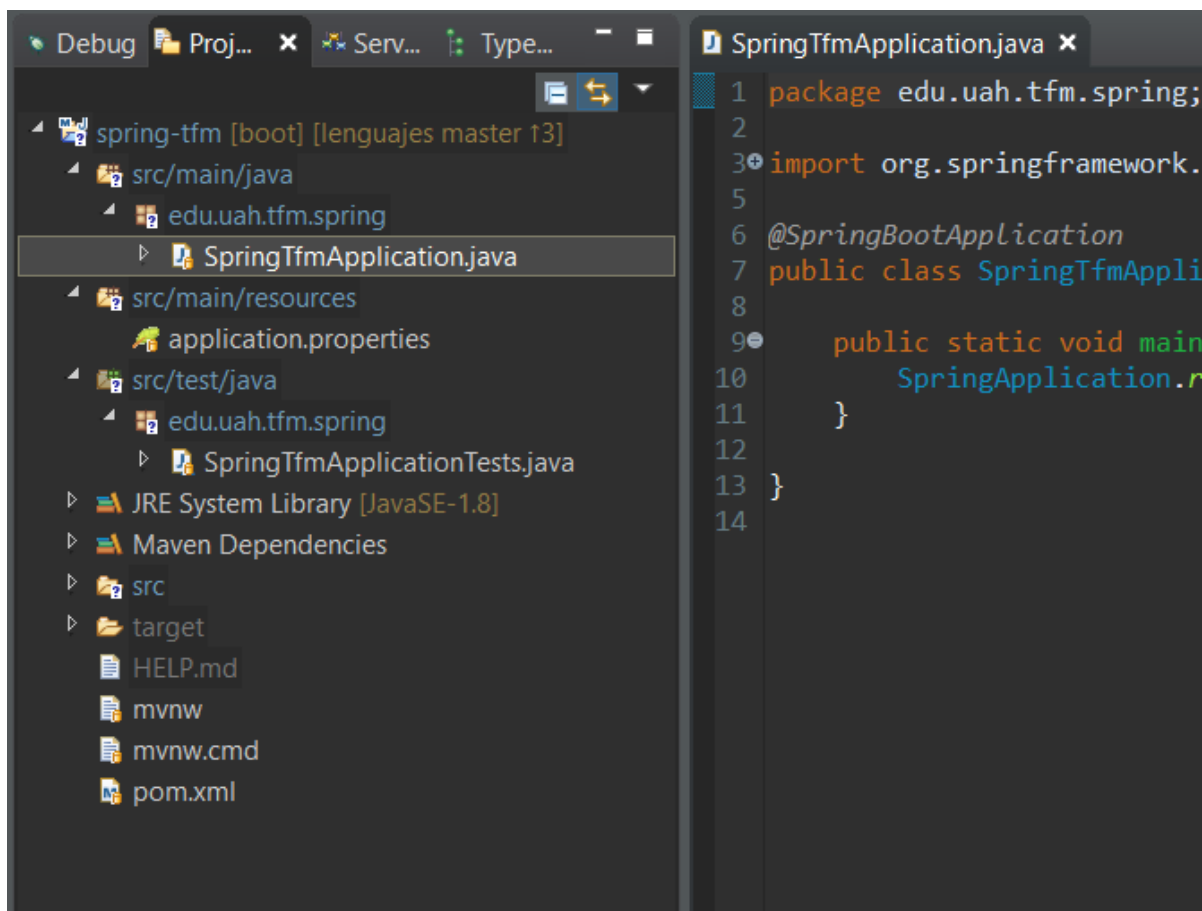 Debug Proj... Serv... Type...
spring-tfm [boot] [lenguajes master ↑3]
src/main/java
edu.uah.tfm.spring
SpringTfmApplication.java
src/main/resources
application.properties
src/test/java
edu.uah.tfm.spring
SpringTfmApplicationTests.java
JRE System Library [JavaSE-1.8]
Maven Dependencies
src
target
HELP.md
mvnw
mvnw.cmd
pom.xml
SpringTfmApplication.java
1 package edu.uah.tfm.spring;
2
3 import org.springframework.
5
6 @SpringBootApplication
7 public class SpringTfmAppli
8
9 public static void main
10 SpringApplication.r
11 }
12
13 }
14